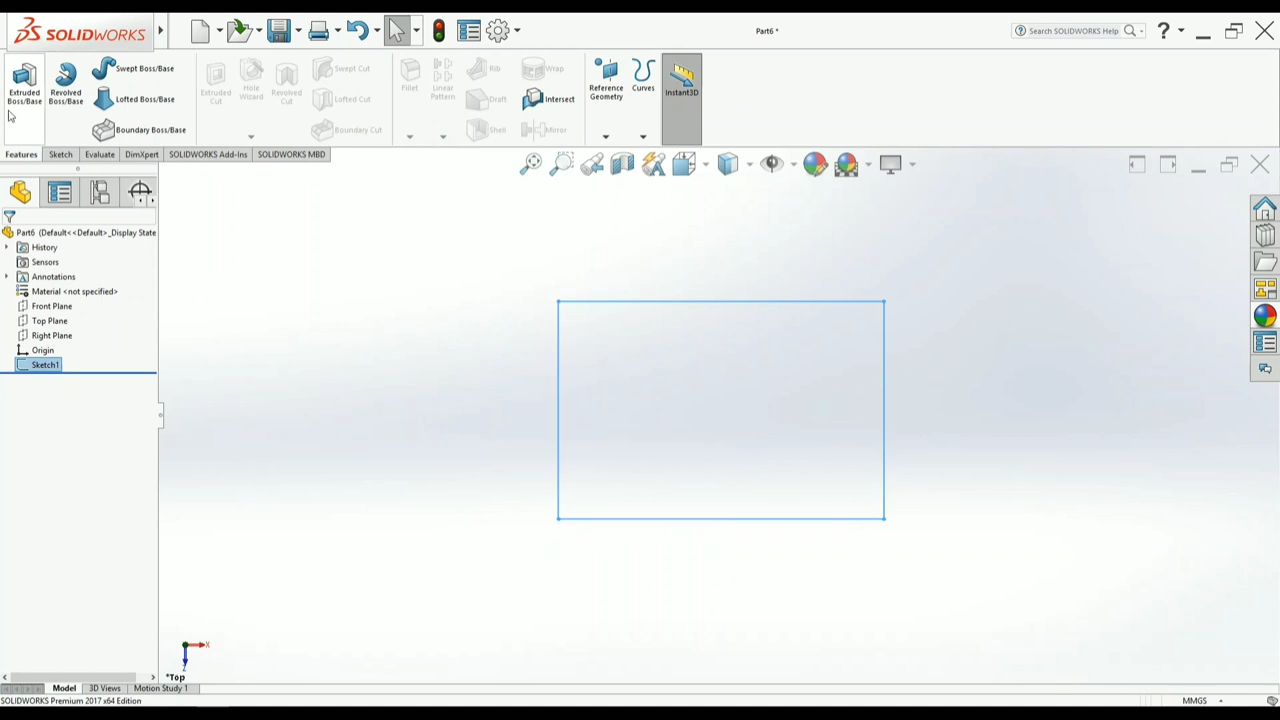 SOLIDWORKS
Part6 *
Search SOLIDWORKS Help
?
Extruded Boss/Base
Revolved Boss/Base
Swept Boss/Base
Lofted Boss/Base
Boundary Boss/Base
Extruded Cut
Hole Wizard
Revolved Cut
Swept Cut
Lofted Cut
Boundary Cut
Fillet
Linear Pattern
Rib
Draft
Shell
Wrap
Intersect
Mirror
Reference Geometry
Curves
Instant3D
Features
Sketch
Evaluate
DimXpert
SOLIDWORKS Add-Ins
SOLIDWORKS MBD
Part6 (Default<<Default>_Display State
History
Sensors
Annotations
Material <not specified>
Front Plane
Top Plane
Right Plane
Origin
Sketch1
X
Z
*Top
Model
3D Views
Motion Study 1
SOLIDWORKS Premium 2017 x64 Edition
MMGS